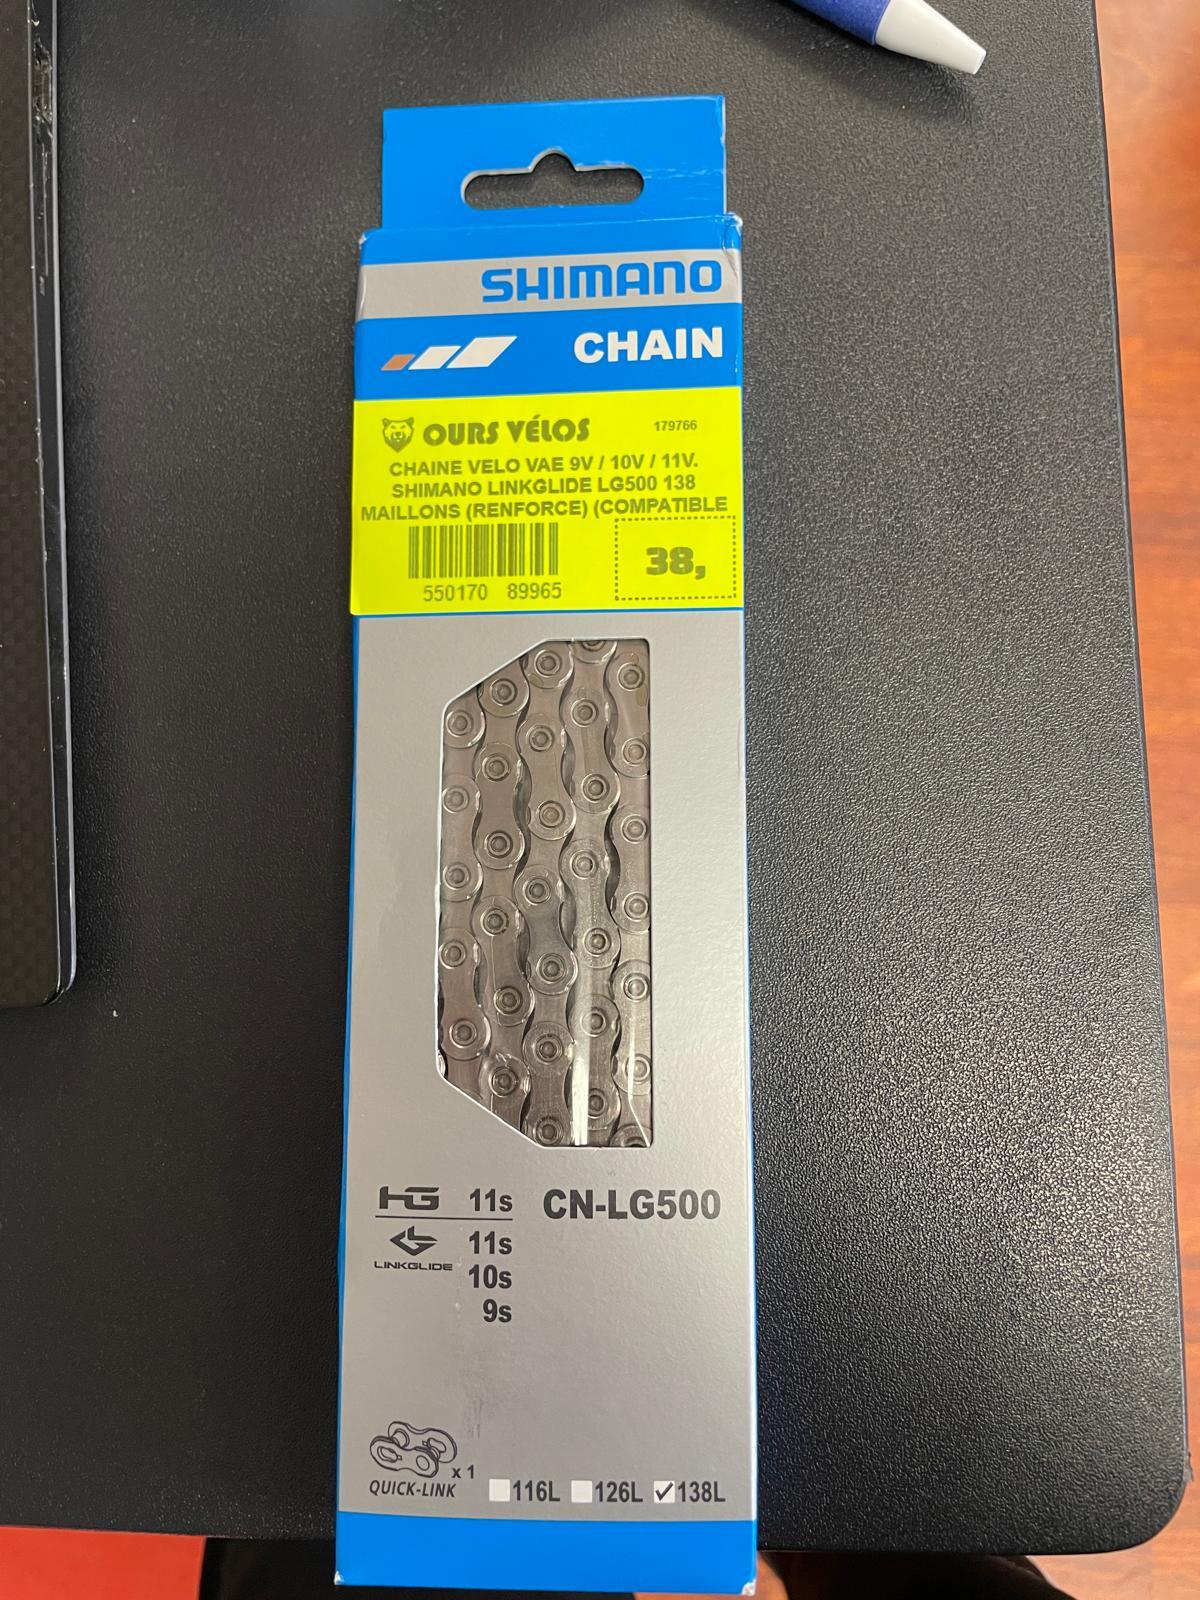 SHIMANO
CHAIN
OURS VÉLOS 179766
CHAINE VELO VAE 9V / 10V / 11V.
SHIMANO LINKGLIDE LG500 138
MAILLONS (RENFORCE) (COMPATIBLE
38,
550170 89965
HG 11s CN-LG500
LINKGLIDE 11s
10s
9s
x 1
QUICK-LINK 116L 126L 138L